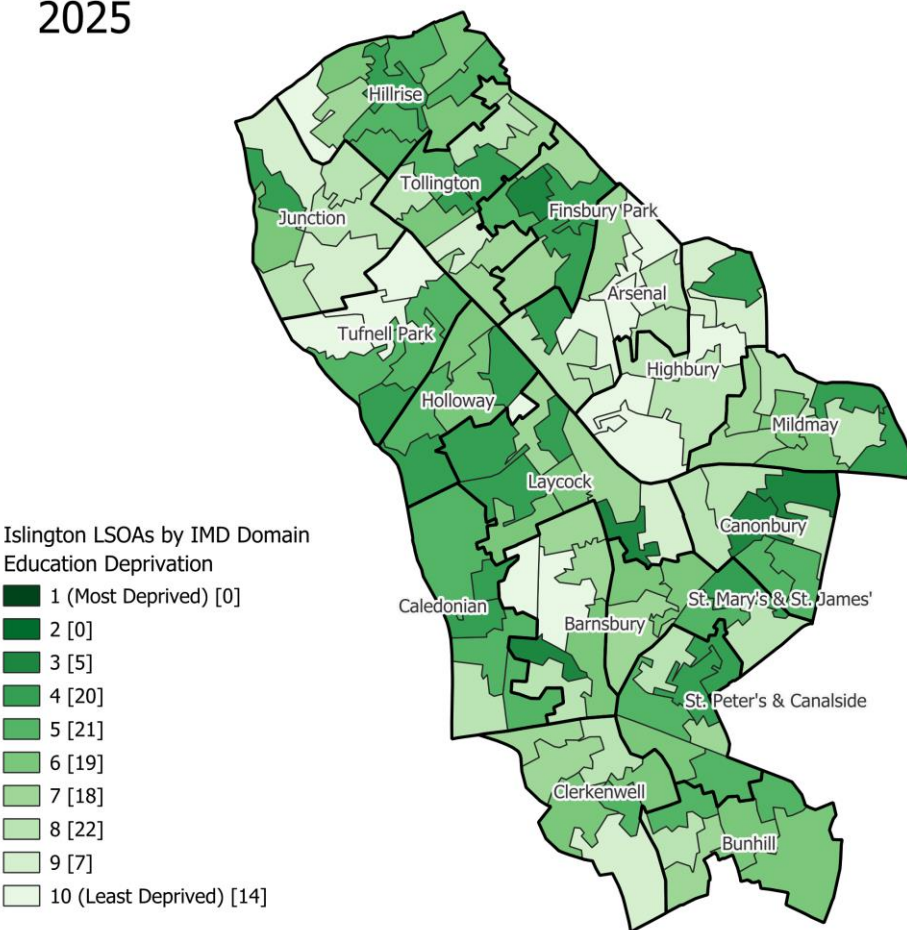 2025
Hillrise
Tollington
Finsbury Park
Junction
Arsenal
Tufnell Park
Highbury
Holloway
Mildmay
Laycock
Canonbury
Islington LSOAs by IMD Domain
Education Deprivation
1 (Most Deprived) [0]
2 [0]
3 [5]
4 [20]
5 [21]
6 [19]
7 [18]
8 [22]
9 [7]
10 (Least Deprived) [14]
Caledonian
St. Mary's & St. James'
Barnsbury
St. Peter's & Canalside
Clerkenwell
Bunhill